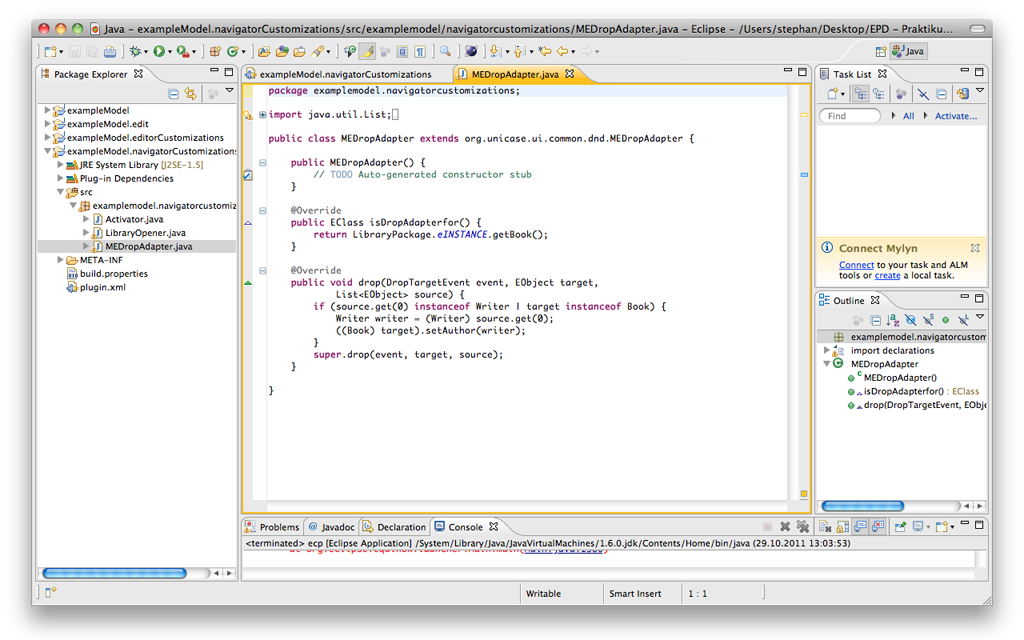 Java – exampleModel.navigatorCustomizations/src/examplemodel/navigatorcustomizations/MEDropAdapter.java – Eclipse – /Users/stephan/Desktop/EPD – Praktiku...
Java
Package Explorer
exampleModel
exampleModel.edit
exampleModel.editorCustomizations
exampleModel.navigatorCustomizations
JRE System Library [J2SE-1.5]
Plug-in Dependencies
src
examplemodel.navigatorcustomiz
Activator.java
LibraryOpener.java
MEDropAdapter.java
META-INF
build.properties
plugin.xml
exampleModel.navigatorCustomizations
MEDropAdapter.java
package examplemodel.navigatorcustomizations;
import java.util.List;
public class MEDropAdapter extends org.unicase.ui.common.dnd.MEDropAdapter {
public MEDropAdapter() {
// TODO Auto-generated constructor stub
}
@Override
public EClass isDropAdapterfor() {
return LibraryPackage.eINSTANCE.getBook();
}
@Override
public void drop(DropTargetEvent event, EObject target,
List<EObject> source) {
if (source.get(0) instanceof Writer | target instanceof Book) {
Writer writer = (Writer) source.get(0);
((Book) target).setAuthor(writer);
}
super.drop(event, target, source);
}
}
Task List
Find
All
Activate...
Connect Mylyn
Connect to your task and ALM
tools or create a local task.
Outline
examplemodel.navigatorcustom
import declarations
MEDropAdapter
MEDropAdapter()
isDropAdapterfor() : EClass
drop(DropTargetEvent, EObje
Problems
@ Javadoc
Declaration
Console
<terminated> ecp [Eclipse Application] /System/Library/Java/JavaVirtualMachines/1.6.0.jdk/Contents/Home/bin/java (29.10.2011 13:03:53)
Writable
Smart Insert
1 : 1